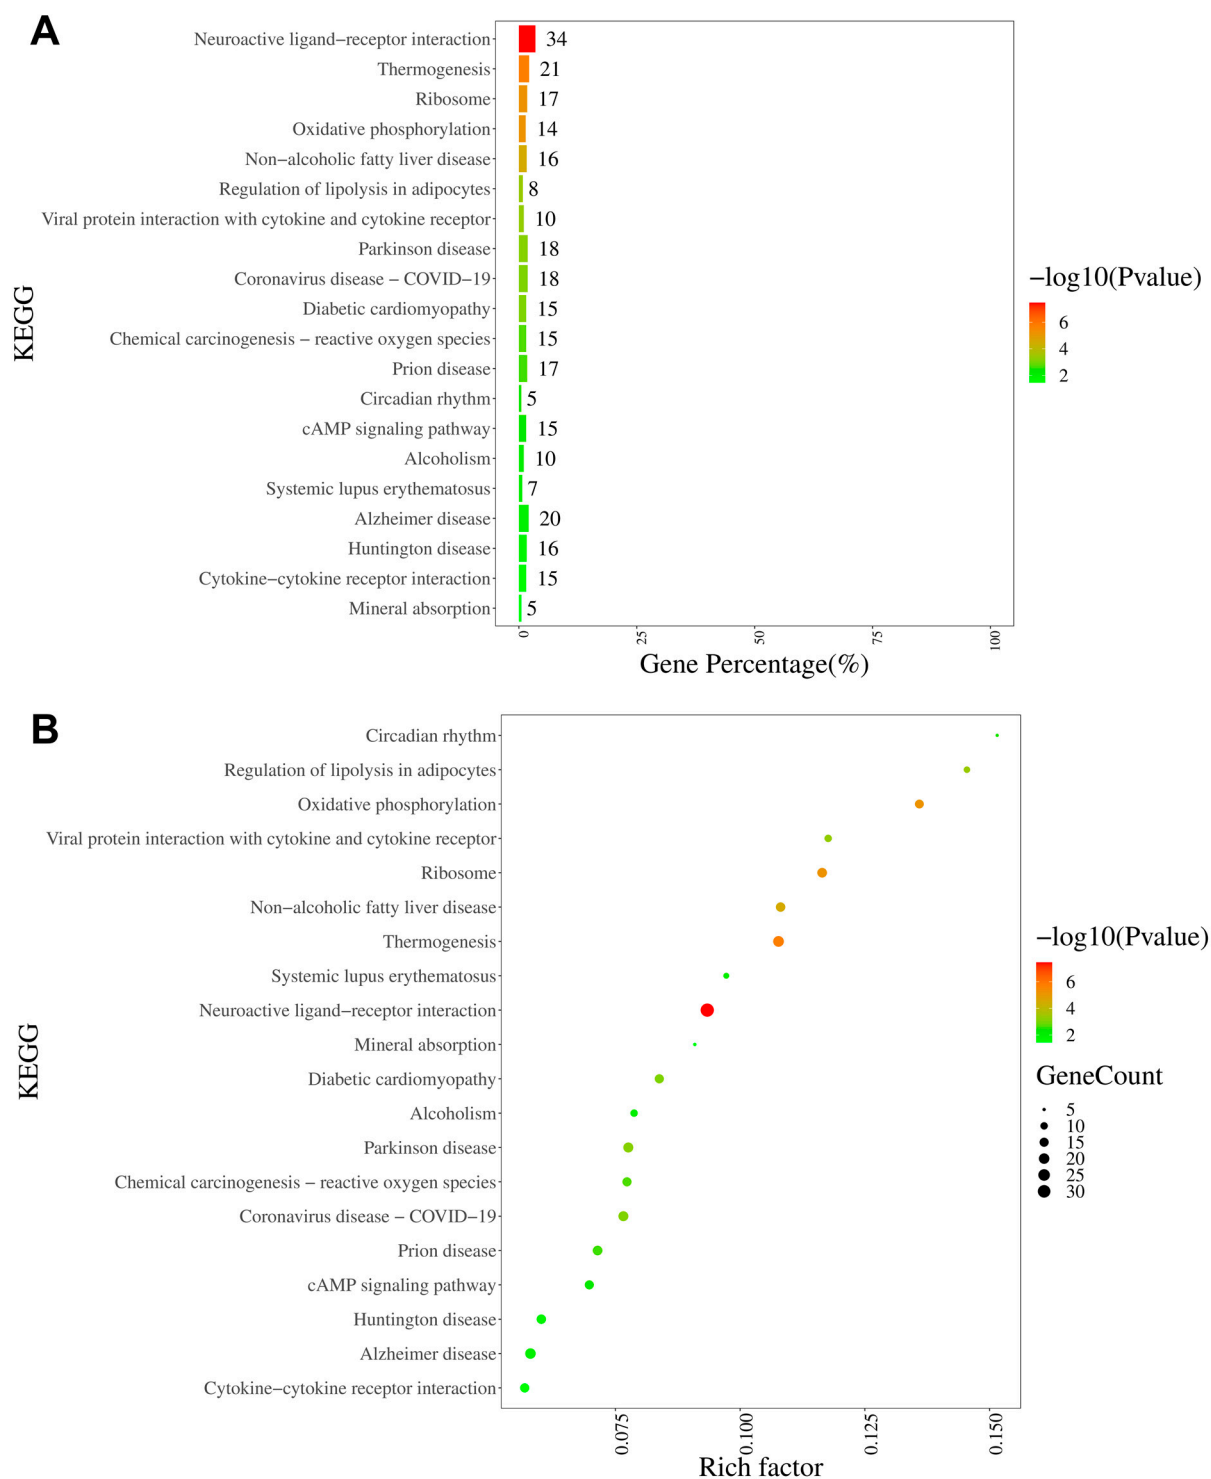 A
Neuroactive ligand−receptor interaction 34
Thermogenesis 21
Ribosome 17
Oxidative phosphorylation 14
Non−alcoholic fatty liver disease 16
Regulation of lipolysis in adipocytes 8
Viral protein interaction with cytokine and cytokine receptor 10
Parkinson disease 18
Coronavirus disease − COVID−19 18
Diabetic cardiomyopathy 15
Chemical carcinogenesis − reactive oxygen species 15
Prion disease 17
Circadian rhythm 5
cAMP signaling pathway 15
Alcoholism 10
Systemic lupus erythematosus 7
Alzheimer disease 20
Huntington disease 16
Cytokine−cytokine receptor interaction 15
Mineral absorption 5
KEGG
0 25 50 75 100
Gene Percentage(%)
−log10(Pvalue)
6
4
2
B
Circadian rhythm
Regulation of lipolysis in adipocytes
Oxidative phosphorylation
Viral protein interaction with cytokine and cytokine receptor
Ribosome
Non−alcoholic fatty liver disease
Thermogenesis
Systemic lupus erythematosus
Neuroactive ligand−receptor interaction
Mineral absorption
Diabetic cardiomyopathy
Alcoholism
Parkinson disease
Chemical carcinogenesis − reactive oxygen species
Coronavirus disease − COVID−19
Prion disease
cAMP signaling pathway
Huntington disease
Alzheimer disease
Cytokine−cytokine receptor interaction
KEGG
0.075 0.100 0.125 0.150
Rich factor
−log10(Pvalue)
6
4
2
GeneCount
5
10
15
20
25
30